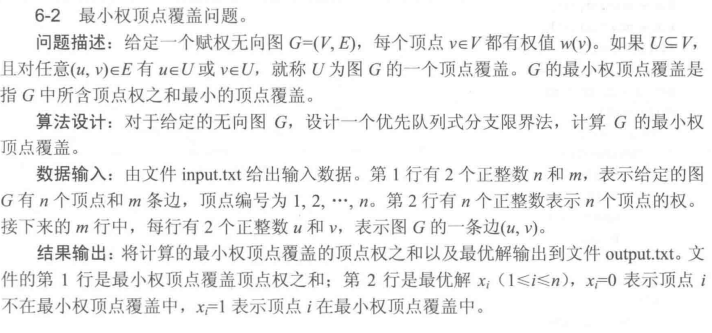 6-2 最小权顶点覆盖问题。
问题描述：给定一个赋权无向图 G=(V, E)，每个顶点 v∈V 都有权值 w(v)。如果 U⊆V，
且对任意(u, v)∈E 有 u∈U 或 v∈U，就称 U 为图 G 的一个顶点覆盖。G 的最小权顶点覆盖是
指 G 中所含顶点权之和最小的顶点覆盖。
算法设计：对于给定的无向图 G，设计一个优先队列式分支限界法，计算 G 的最小权
顶点覆盖。
数据输入：由文件 input.txt 给出输入数据。第 1 行有 2 个正整数 n 和 m，表示给定的图
G 有 n 个顶点和 m 条边，顶点编号为 1, 2, …, n。第 2 行有 n 个正整数表示 n 个顶点的权。
接下来的 m 行中，每行有 2 个正整数 u 和 v，表示图 G 的一条边(u, v)。
结果输出：将计算的最小权顶点覆盖的顶点权之和以及最优解输出到文件 output.txt。文
件的第 1 行是最小权顶点覆盖顶点权之和；第 2 行是最优解 xᵢ（1≤i≤n），xᵢ=0 表示顶点 i
不在最小权顶点覆盖中，xᵢ=1 表示顶点 i 在最小权顶点覆盖中。